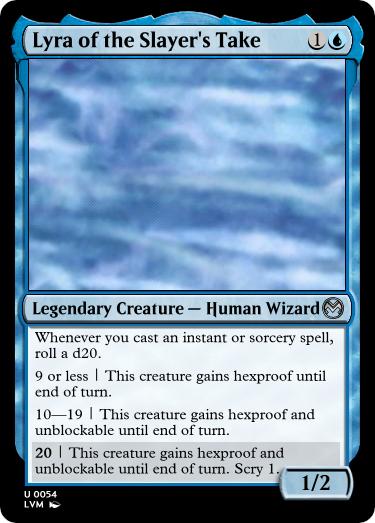 Lyra of the Slayer's Take 1
Legendary Creature — Human Wizard
Whenever you cast an instant or sorcery spell,
roll a d20.
9 or less | This creature gains hexproof until
end of turn.
10—19 | This creature gains hexproof and
unblockable until end of turn.
20 | This creature gains hexproof and
unblockable until end of turn. Scry 1.
1/2
U 0054
LVM